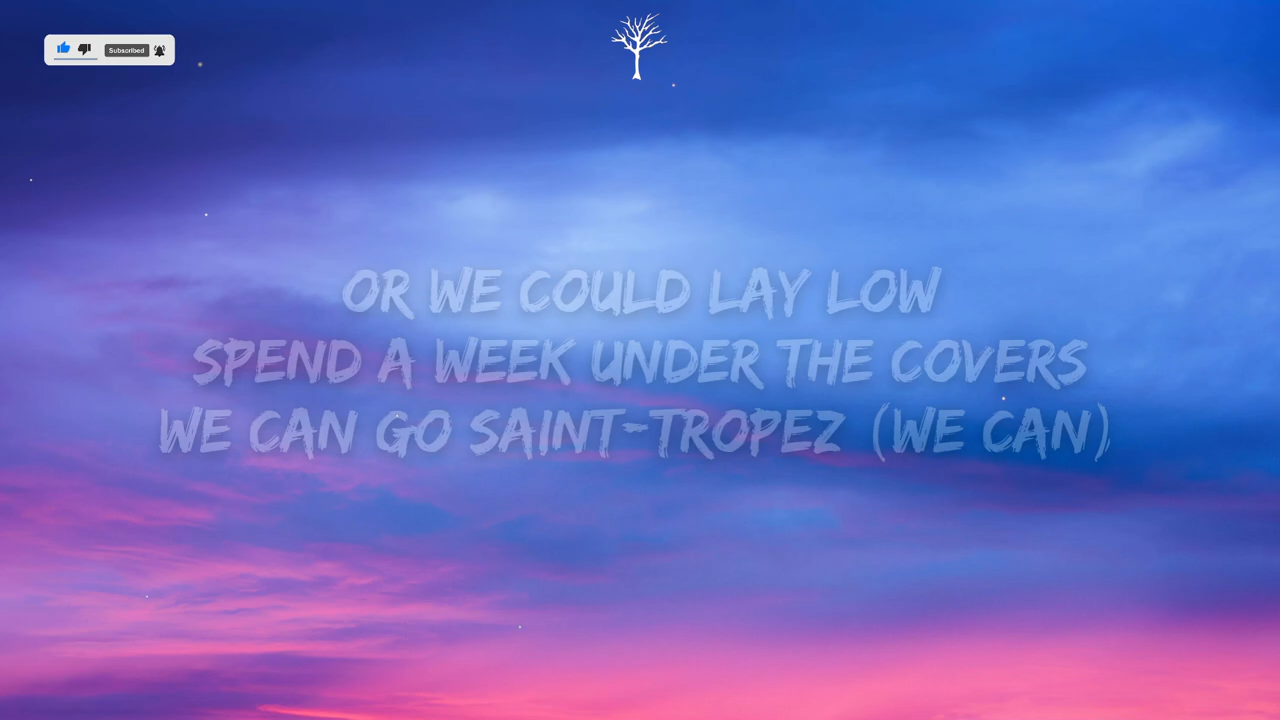 Subscribed
OR WE COULD LAY LOW
SPEND A WEEK UNDER THE COVERS
WE CAN GO SAINT-TROPEZ (WE CAN)